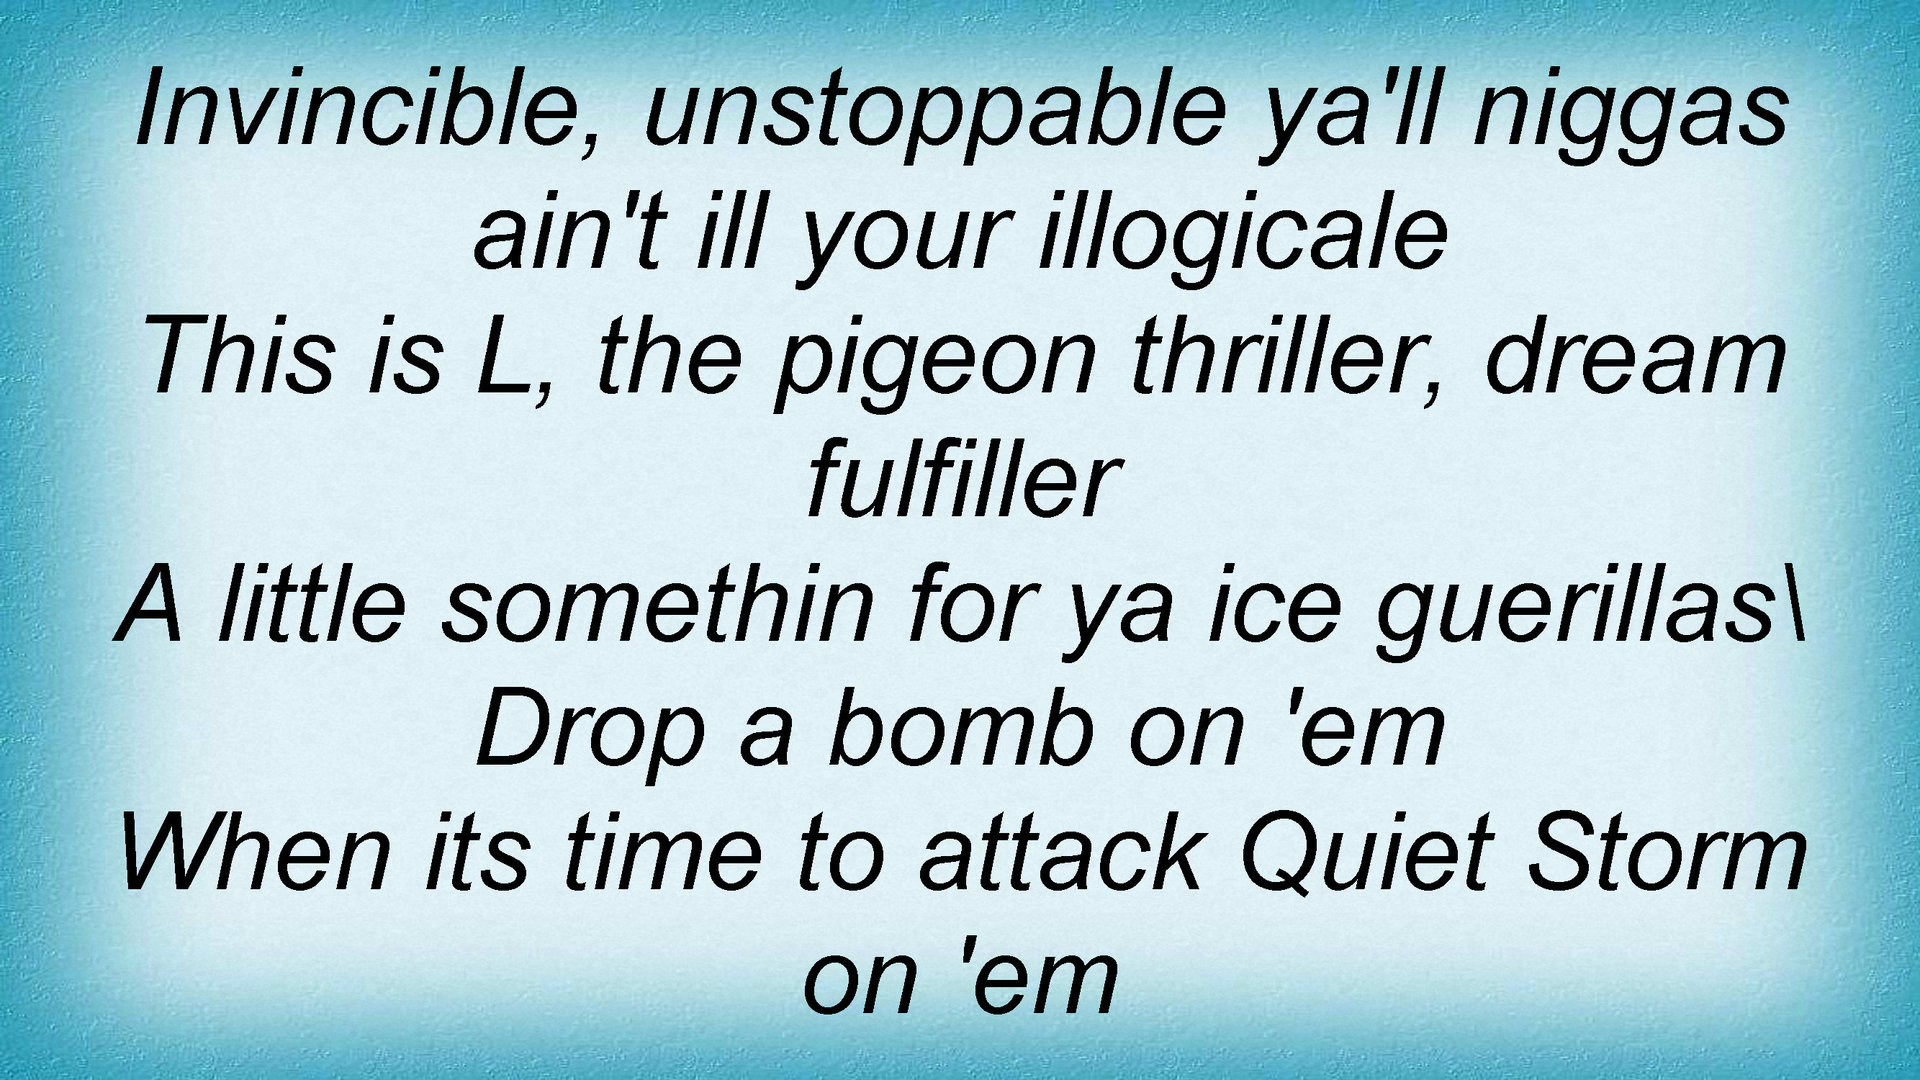 Invincible, unstoppable ya'll niggas
ain't ill your illogicale
This is L, the pigeon thriller, dream
fulfiller
A little somethin for ya ice guerillas\
Drop a bomb on 'em
When its time to attack Quiet Storm
on 'em